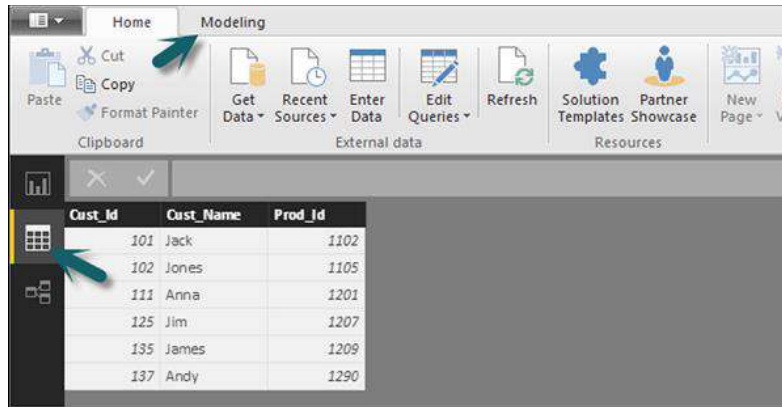 Home Modeling
Cut
Copy
Format Painter
Paste
Get Data
Recent Sources
Enter Data
Edit Queries
Refresh
Solution Templates
Partner Showcase
New Page
Clipboard External data Resources
Cust_Id Cust_Name Prod_Id
101 Jack 1102
102 Jones 1105
111 Anna 1201
125 Jim 1207
135 James 1209
137 Andy 1290